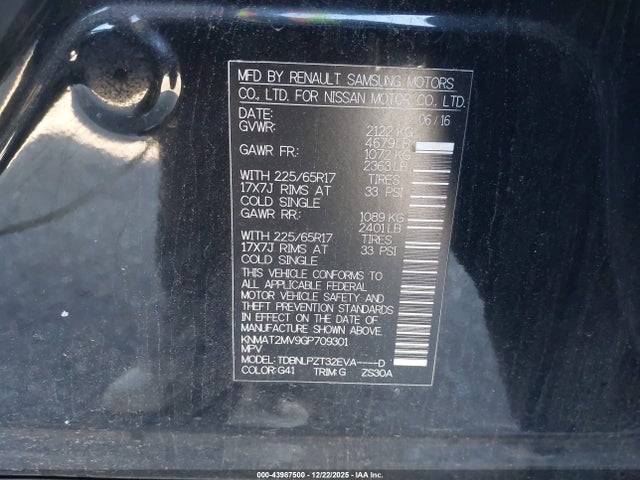 MFD BY RENAULT SAMSUNG MOTORS
CO., LTD. FOR NISSAN MOTOR CO., LTD.
DATE: 06/16
GVWR: 2122 KG
4679 LB
GAWR FR: 1077 KG
2363 LB
WITH 225/65R17 TIRES
17X7J RIMS AT 33 PSI
COLD SINGLE
GAWR RR: 1089 KG
2401 LB
WITH 225/65R17 TIRES
17X7J RIMS AT 33 PSI
COLD SINGLE
THIS VEHICLE CONFORMS TO
ALL APPLICABLE FEDERAL
MOTOR VEHICLE SAFETY AND
THEFT PREVENTION STANDARDS
IN EFFECT ON THE DATE OF
MANUFACTURE SHOWN ABOVE.
KNMAT2MV9GP709301
MPV
MODEL: TDBNLPZT32EVA----D
COLOR: G41 TRIM: G ZS30A
000-43987500 - 12/22/2025 - IAA Inc.